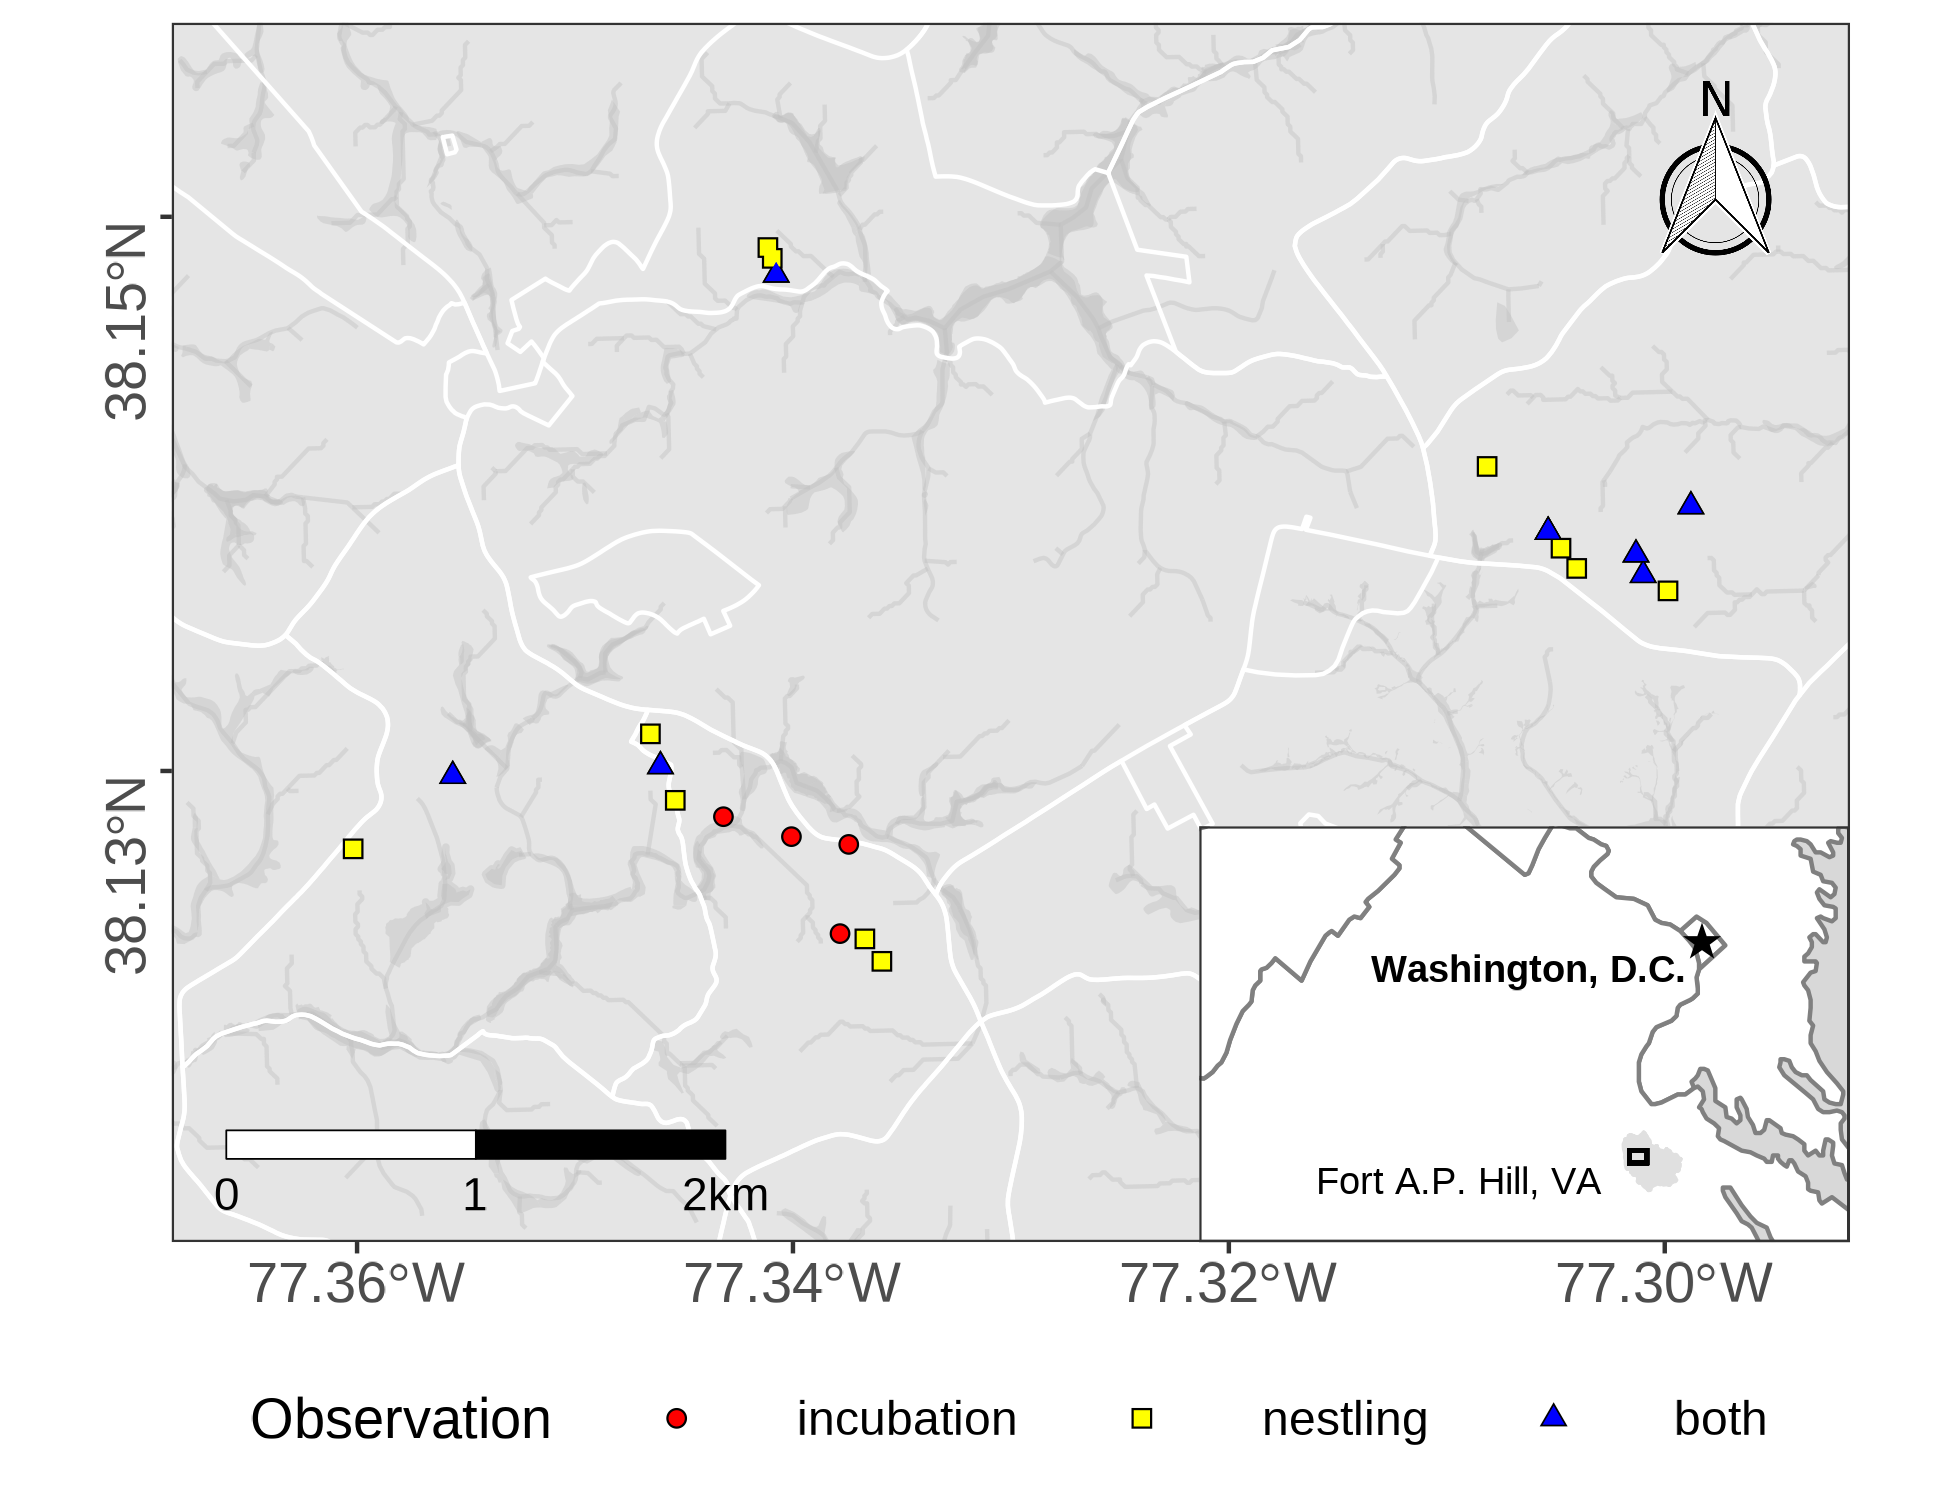 N
38.15°N
38.13°N
Washington, D.C.
Fort A.P. Hill, VA
0 1 2km
77.36°W 77.34°W 77.32°W 77.30°W
Observation incubation nestling both